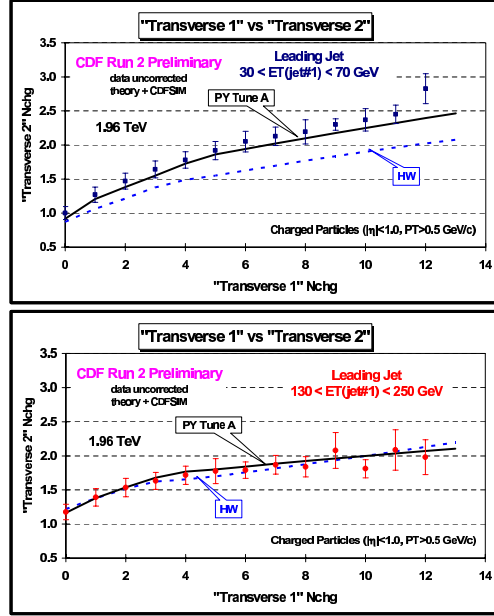 "Transverse 1" vs "Transverse 2"
CDF Run 2 Preliminary
data uncorrected
theory + CDFSIM
Leading Jet
30 < ET(jet#1) < 70 GeV
PY Tune A
1.96 TeV
HW
Charged Particles (|η|<1.0, PT>0.5 GeV/c)
"Transverse 2" Nchg
3.5
3.0
2.5
2.0
1.5
1.0
0.5
0 2 4 6 8 10 12 14
"Transverse 1" Nchg
"Transverse 1" vs "Transverse 2"
CDF Run 2 Preliminary
data uncorrected
theory + CDFSIM
Leading Jet
130 < ET(jet#1) < 250 GeV
PY Tune A
1.96 TeV
HW
Charged Particles (|η|<1.0, PT>0.5 GeV/c)
"Transverse 2" Nchg
3.5
3.0
2.5
2.0
1.5
1.0
0.5
0 2 4 6 8 10 12 14
"Transverse 1" Nchg